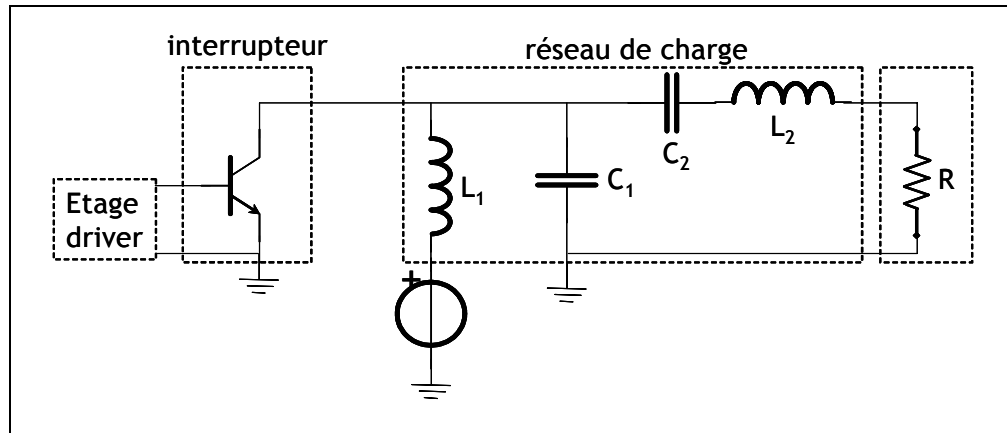 interrupteur
réseau de charge
Etage
driver
L1
+
C1
C2
L2
R